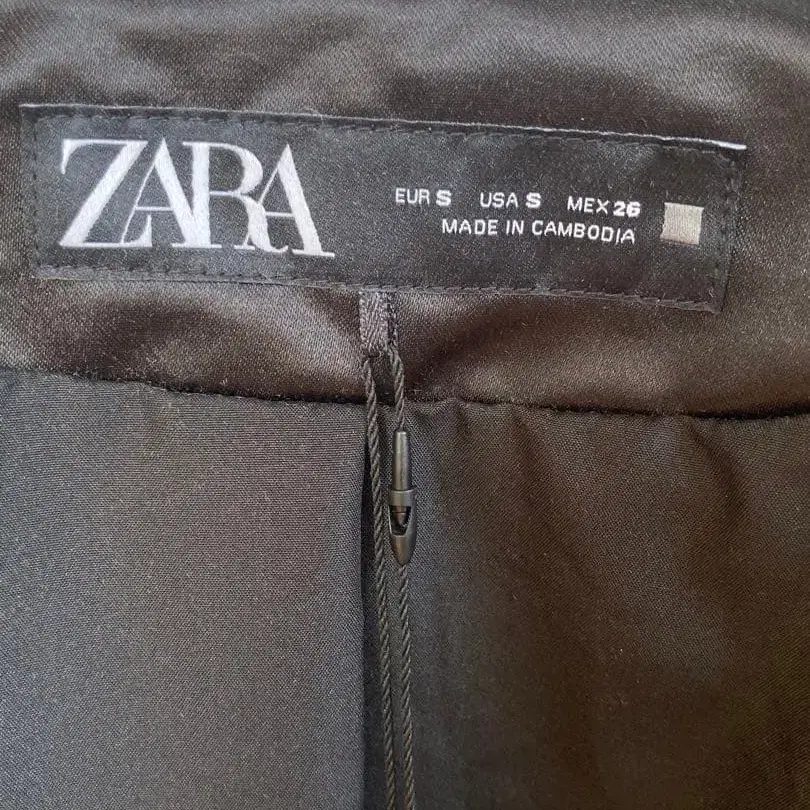 ZARA
EUR S USA S MEX 26
MADE IN CAMBODIA